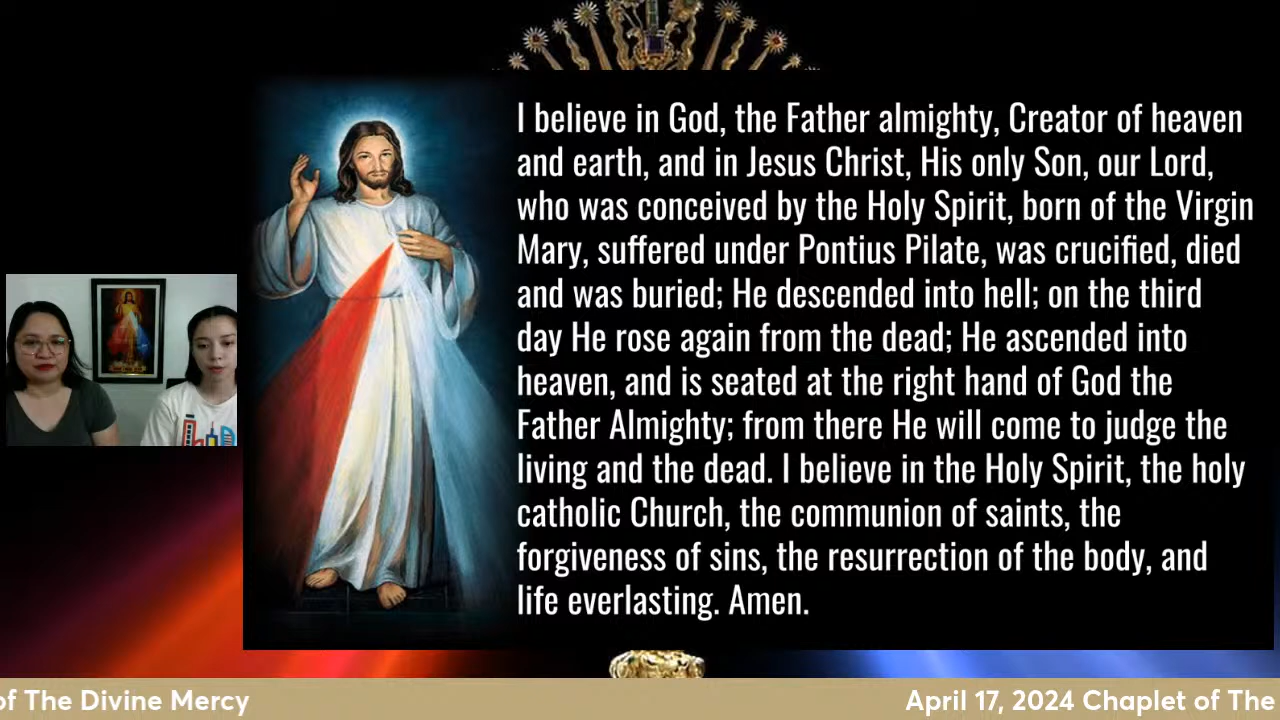 I believe in God, the Father almighty, Creator of heaven
and earth, and in Jesus Christ, His only Son, our Lord,
who was conceived by the Holy Spirit, born of the Virgin
Mary, suffered under Pontius Pilate, was crucified, died
and was buried; He descended into hell; on the third
day He rose again from the dead; He ascended into
heaven, and is seated at the right hand of God the
Father Almighty; from there He will come to judge the
living and the dead. I believe in the Holy Spirit, the holy
catholic Church, the communion of saints, the
forgiveness of sins, the resurrection of the body, and
life everlasting. Amen.
of The Divine Mercy
April 17, 2024 Chaplet of The